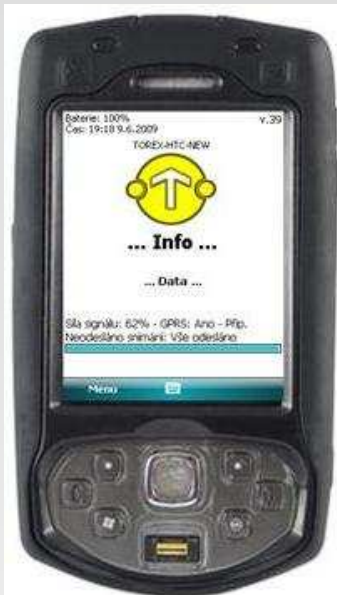 Baterie: 100%
v.39
Čas: 19:18 9.6.2009
TOREX-HTC-NEW
... Info ...
... Data ...
Síla signálu: 62% - GPRS: Ano - Přip.
Neodesláno snímání: Vše odesláno
Menu